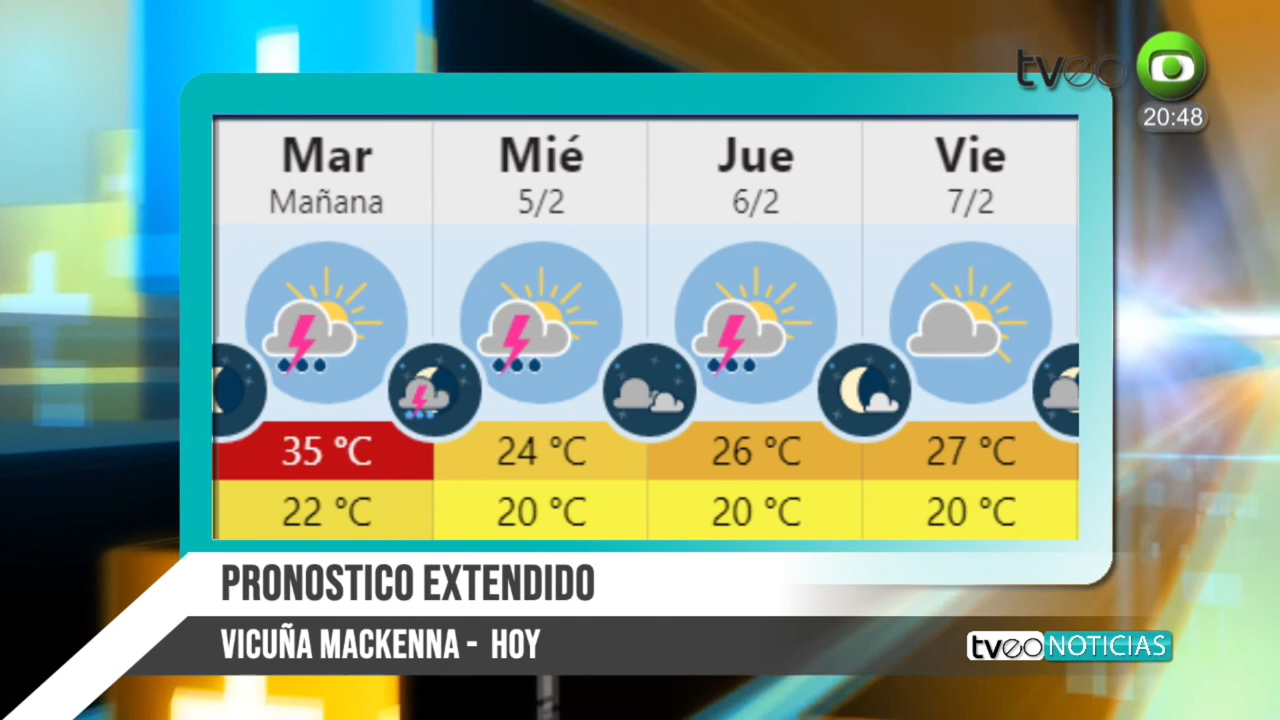 tveo
20:48
Mar
Mañana
Mié
5/2
Jue
6/2
Vie
7/2
35 °C
24 °C
26 °C
27 °C
22 °C
20 °C
20 °C
20 °C
PRONOSTICO EXTENDIDO
VICUÑA MACKENNA - HOY
tveo NOTICIAS